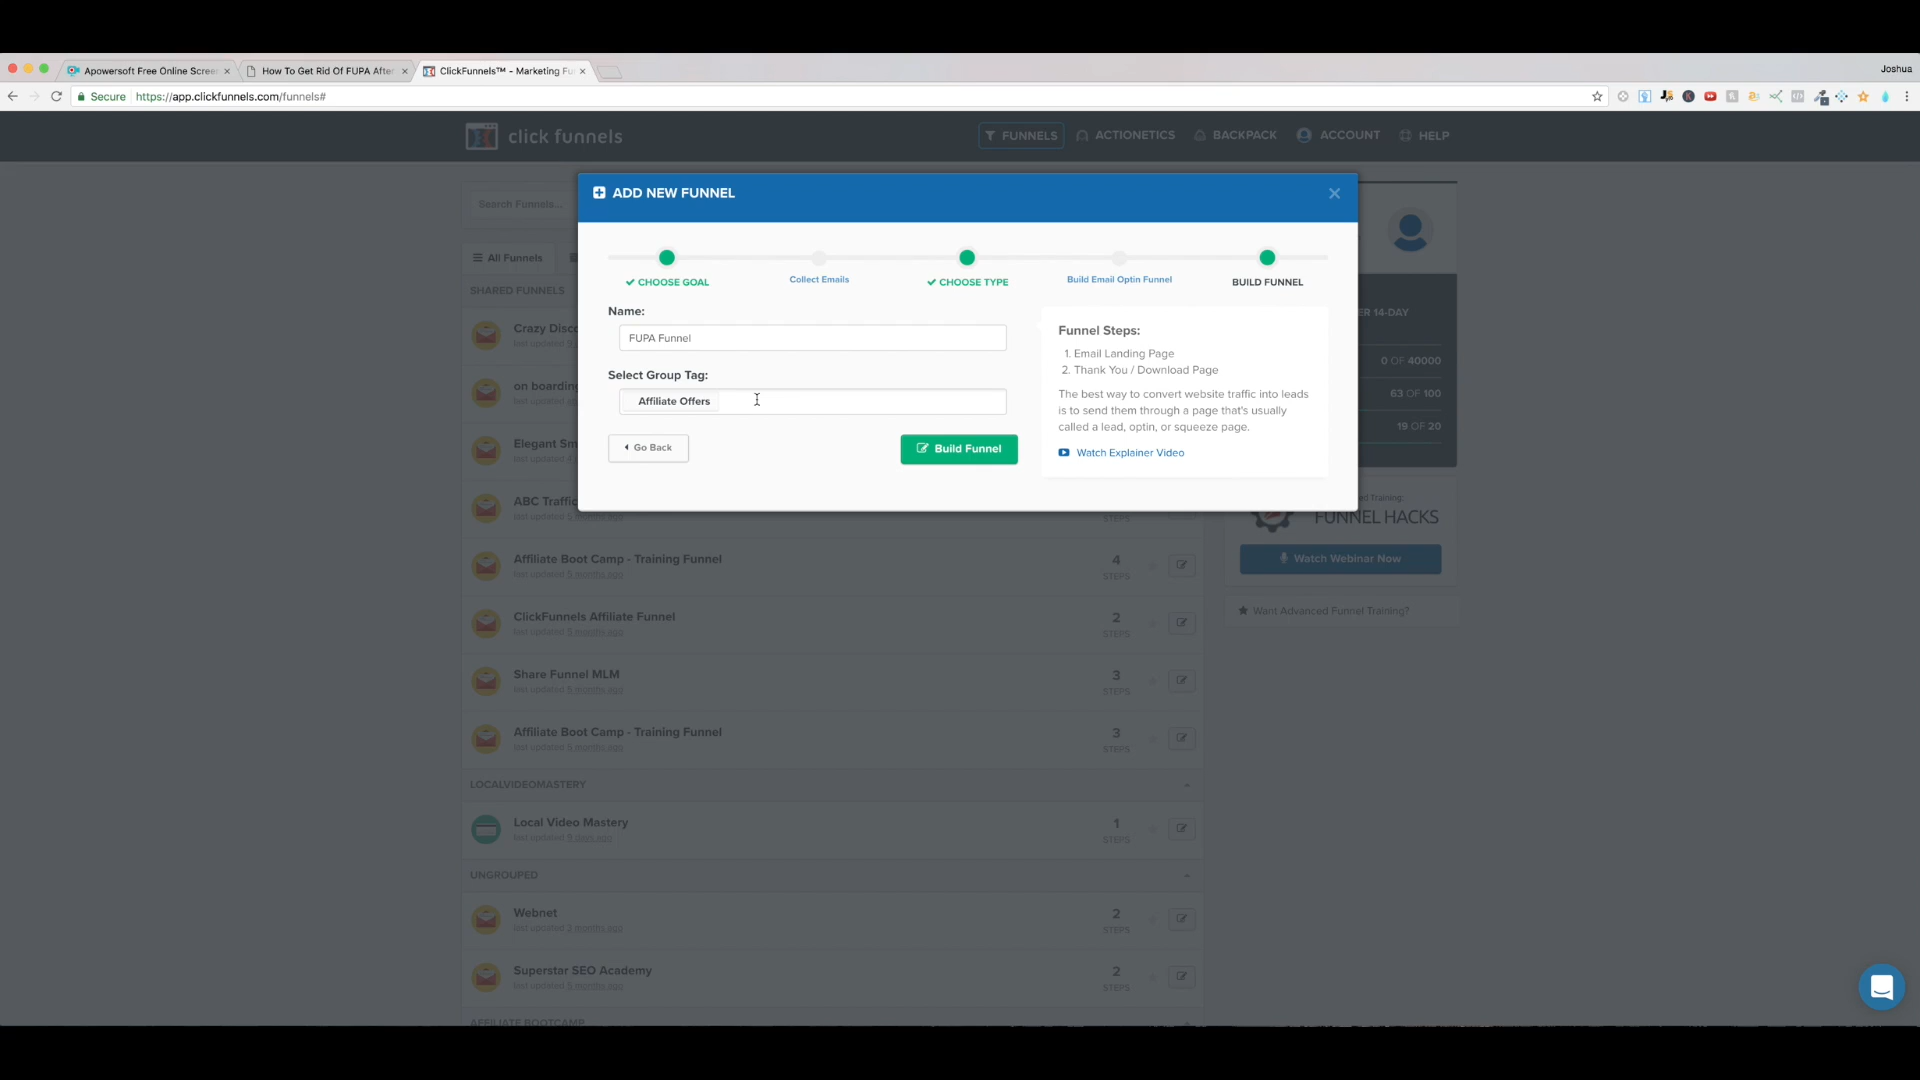 Apowersoft Free Online Screen
How To Get Rid Of FUPA After
ClickFunnels™ - Marketing Fu
Joshua
Secure
https://app.clickfunnels.com/funnels#
click funnels
FUNNELS
ACTIONETICS
BACKPACK
ACCOUNT
HELP
ADD NEW FUNNEL
Search Funnels...
All Funnels
CHOOSE GOAL
Collect Emails
CHOOSE TYPE
Build Email Optin Funnel
BUILD FUNNEL
SHARED FUNNELS
Name:
FUPA Funnel
Select Group Tag:
Affiliate Offers
Go Back
Build Funnel
Funnel Steps:
1. Email Landing Page
2. Thank You / Download Page
The best way to convert website traffic into leads
is to send them through a page that's usually
called a lead, optin, or squeeze page.
Watch Explainer Video
ER 14-DAY
0 OF 40000
63 OF 100
19 OF 20
Crazy Disc
last updated 9
on boarding
last updated
Elegant Sm
last updated
ABC Traffic
last updated 5 months ago
STEPS
Affiliate Boot Camp - Training Funnel
last updated 5 months ago
4
STEPS
ClickFunnels Affiliate Funnel
last updated 5 months ago
2
STEPS
Share Funnel MLM
last updated 5 months ago
3
STEPS
Affiliate Boot Camp - Training Funnel
last updated 5 months ago
3
STEPS
LOCALVIDEOMASTERY
Local Video Mastery
last updated 9 days ago
1
STEPS
UNGROUPED
Webnet
last updated 2 months ago
2
STEPS
Superstar SEO Academy
last updated 5 months ago
2
STEPS
AFFILIATE BOOTCAMP
ed Training:
FUNNEL HACKS
Watch Webinar Now
Want Advanced Funnel Training?